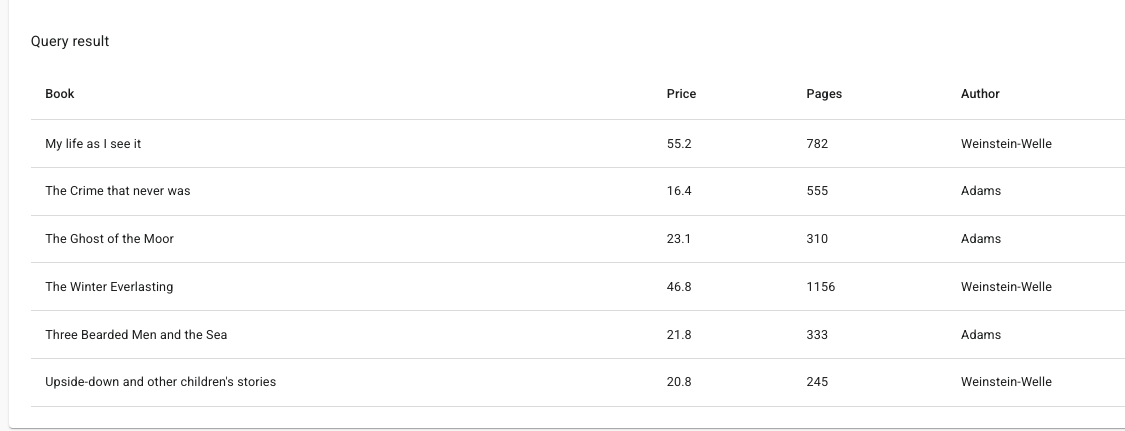 Query result
Book Price Pages Author
My life as I see it 55.2 782 Weinstein-Welle
The Crime that never was 16.4 555 Adams
The Ghost of the Moor 23.1 310 Adams
The Winter Everlasting 46.8 1156 Weinstein-Welle
Three Bearded Men and the Sea 21.8 333 Adams
Upside-down and other children's stories 20.8 245 Weinstein-Welle